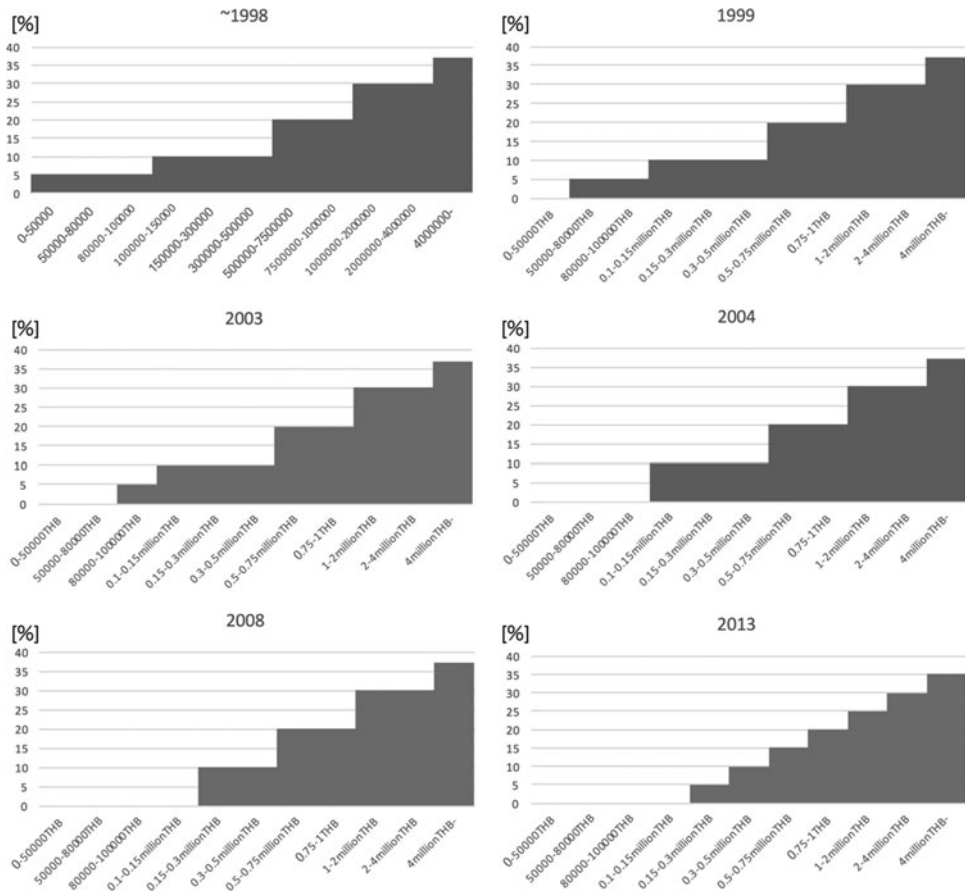 ~1998
[%]
40
35
30
25
20
15
10
5
0
0-50000
50000-80000
80000-100000
100000-150000
150000-300000
300000-500000
500000-7500000
7500000-1000000
1000000-2000000
2000000-4000000
4000000-
1999
[%]
40
35
30
25
20
15
10
5
0
0-50000THB
50000-80000THB
80000-100000THB
0.1-0.15millionTHB
0.15-0.3millionTHB
0.3-0.5millionTHB
0.5-0.75millionTHB
0.75-1THB
1-2millionTHB
2-4millionTHB
4millionTHB-
2003
[%]
40
35
30
25
20
15
10
5
0
0-50000THB
50000-80000THB
80000-100000THB
0.1-0.15millionTHB
0.15-0.3millionTHB
0.3-0.5millionTHB
0.5-0.75millionTHB
0.75-1THB
1-2millionTHB
2-4millionTHB
4millionTHB-
2004
[%]
40
35
30
25
20
15
10
5
0
0-50000THB
50000-80000THB
80000-100000THB
0.1-0.15millionTHB
0.15-0.3millionTHB
0.3-0.5millionTHB
0.5-0.75millionTHB
0.75-1THB
1-2millionTHB
2-4millionTHB
4millionTHB-
2008
[%]
40
35
30
25
20
15
10
5
0
0-50000THB
50000-80000THB
80000-100000THB
0.1-0.15millionTHB
0.15-0.3millionTHB
0.3-0.5millionTHB
0.5-0.75millionTHB
0.75-1THB
1-2millionTHB
2-4millionTHB
4millionTHB-
2013
[%]
40
35
30
25
20
15
10
5
0
0-50000THB
50000-80000THB
80000-100000THB
0.1-0.15millionTHB
0.15-0.3millionTHB
0.3-0.5millionTHB
0.5-0.75millionTHB
0.75-1THB
1-2millionTHB
2-4millionTHB
4millionTHB-